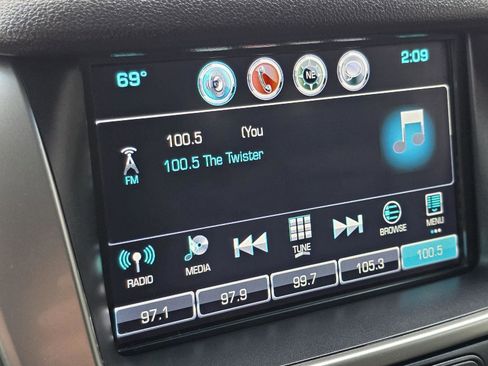 69°
NE
2:09
100.5 (You
FM
100.5 The Twister
RADIO
MEDIA
TUNE
BROWSE
MENU
97.1
97.9
99.7
105.3
100.5